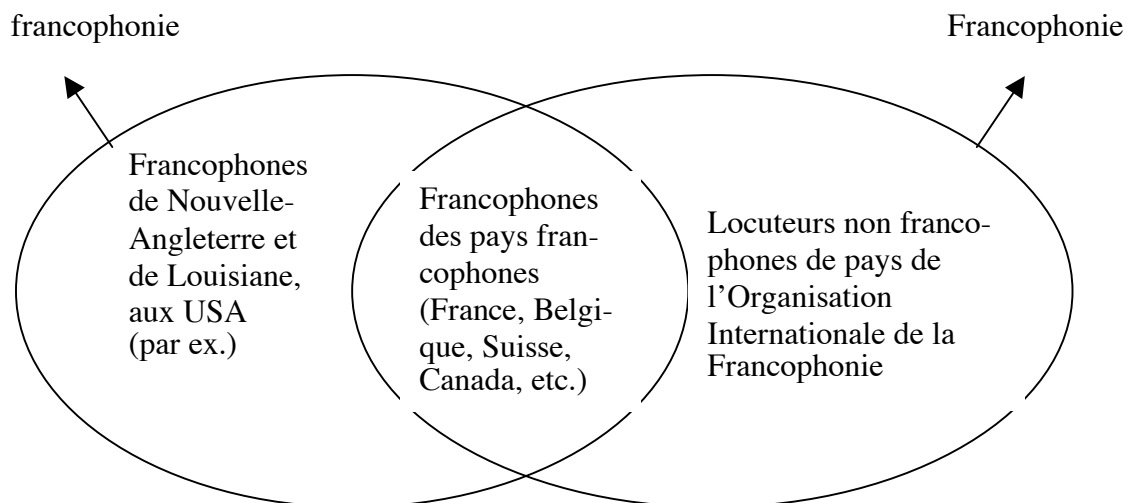 francophonie
Francophonie
Francophones
de Nouvelle-
Angleterre et
de Louisiane,
aux USA
(par ex.)
Francophones
des pays fran-
cophones
(France, Belgi-
que, Suisse,
Canada, etc.)
Locuteurs non franco-
phones de pays de
l’Organisation
Internationale de la
Francophonie